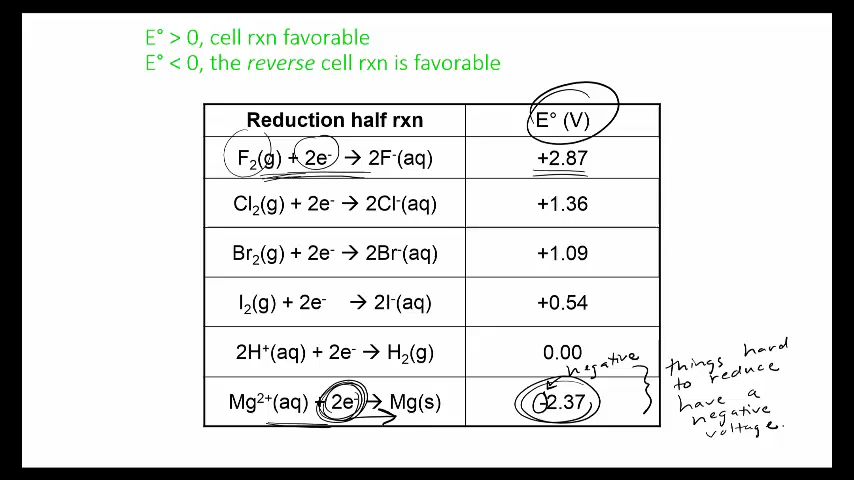 E° > 0, cell rxn favorable
E° < 0, the reverse cell rxn is favorable
Reduction half rxn E° (V)
F₂(g) + 2e⁻ → 2F⁻(aq) +2.87
Cl₂(g) + 2e⁻ → 2Cl⁻(aq) +1.36
Br₂(g) + 2e⁻ → 2Br⁻(aq) +1.09
I₂(g) + 2e⁻ → 2I⁻(aq) +0.54
2H⁺(aq) + 2e⁻ → H₂(g) 0.00
Mg²⁺(aq) + 2e⁻ → Mg(s) -2.37
negative
things hard
to reduce
have a
negative
voltage.